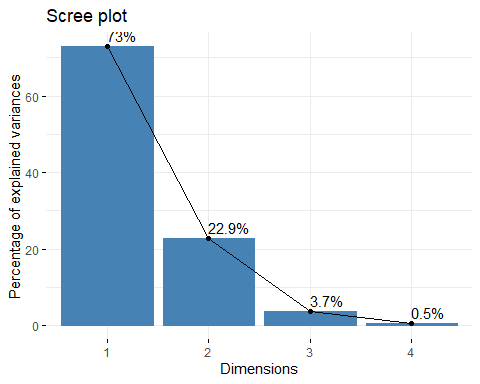 Scree plot
Percentage of explained variances
60
40
20
0
73%
22.9%
3.7%
0.5%
1 2 3 4
Dimensions